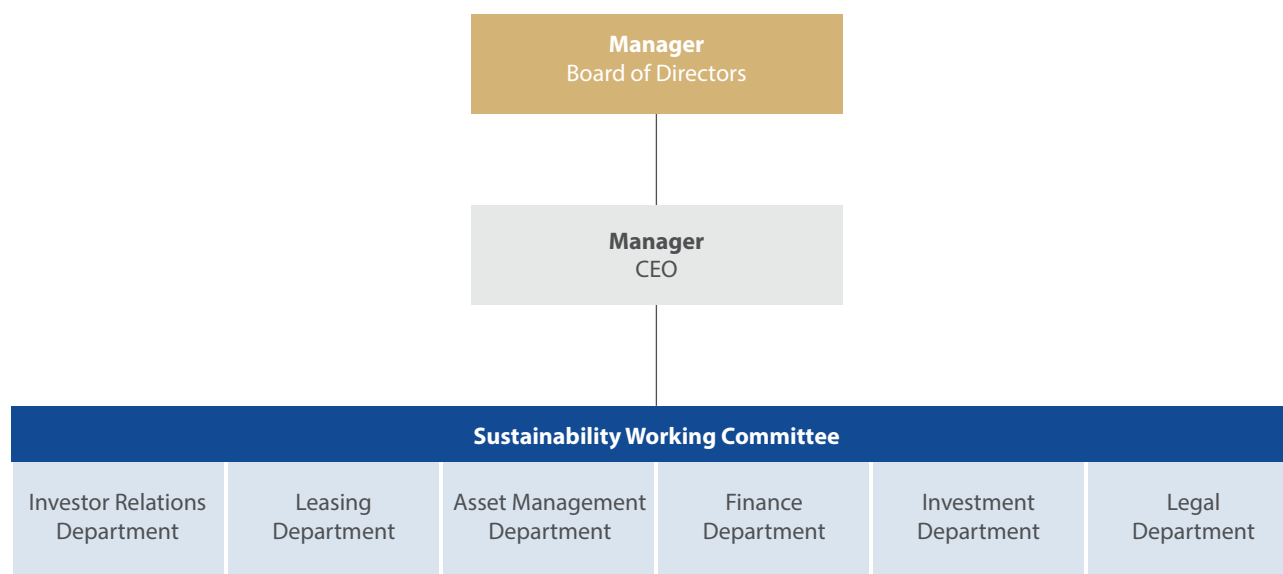 Manager
Board of Directors
Manager
CEO
Sustainability Working Committee
Investor Relations
Department
Leasing
Department
Asset Management
Department
Finance
Department
Investment
Department
Legal
Department